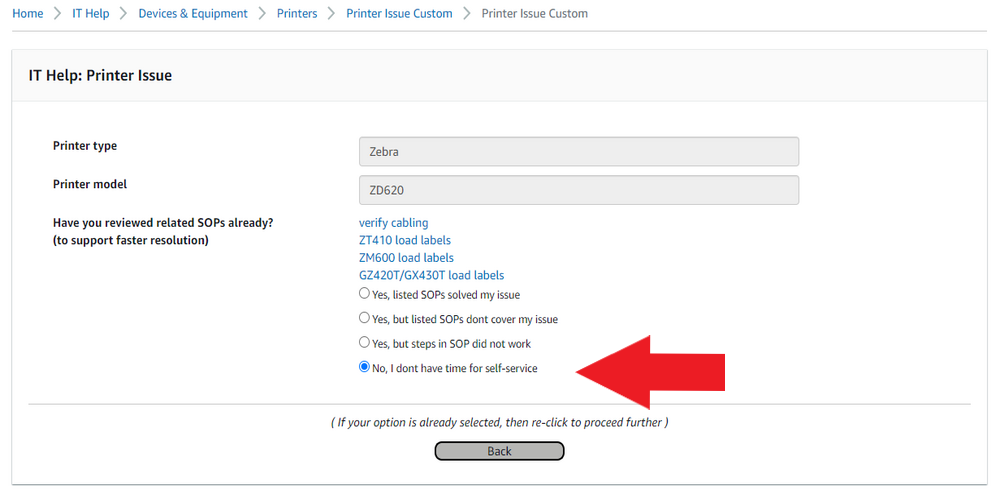 Home > IT Help > Devices & Equipment > Printers > Printer Issue Custom > Printer Issue Custom
IT Help: Printer Issue
Printer type
Zebra
Printer model
ZD620
Have you reviewed related SOPs already?
(to support faster resolution)
verify cabling
ZT410 load labels
ZM600 load labels
GZ420T/GX430T load labels
Yes, listed SOPs solved my issue
Yes, but listed SOPs dont cover my issue
Yes, but steps in SOP did not work
No, I dont have time for self-service
( If your option is already selected, then re-click to proceed further )
Back